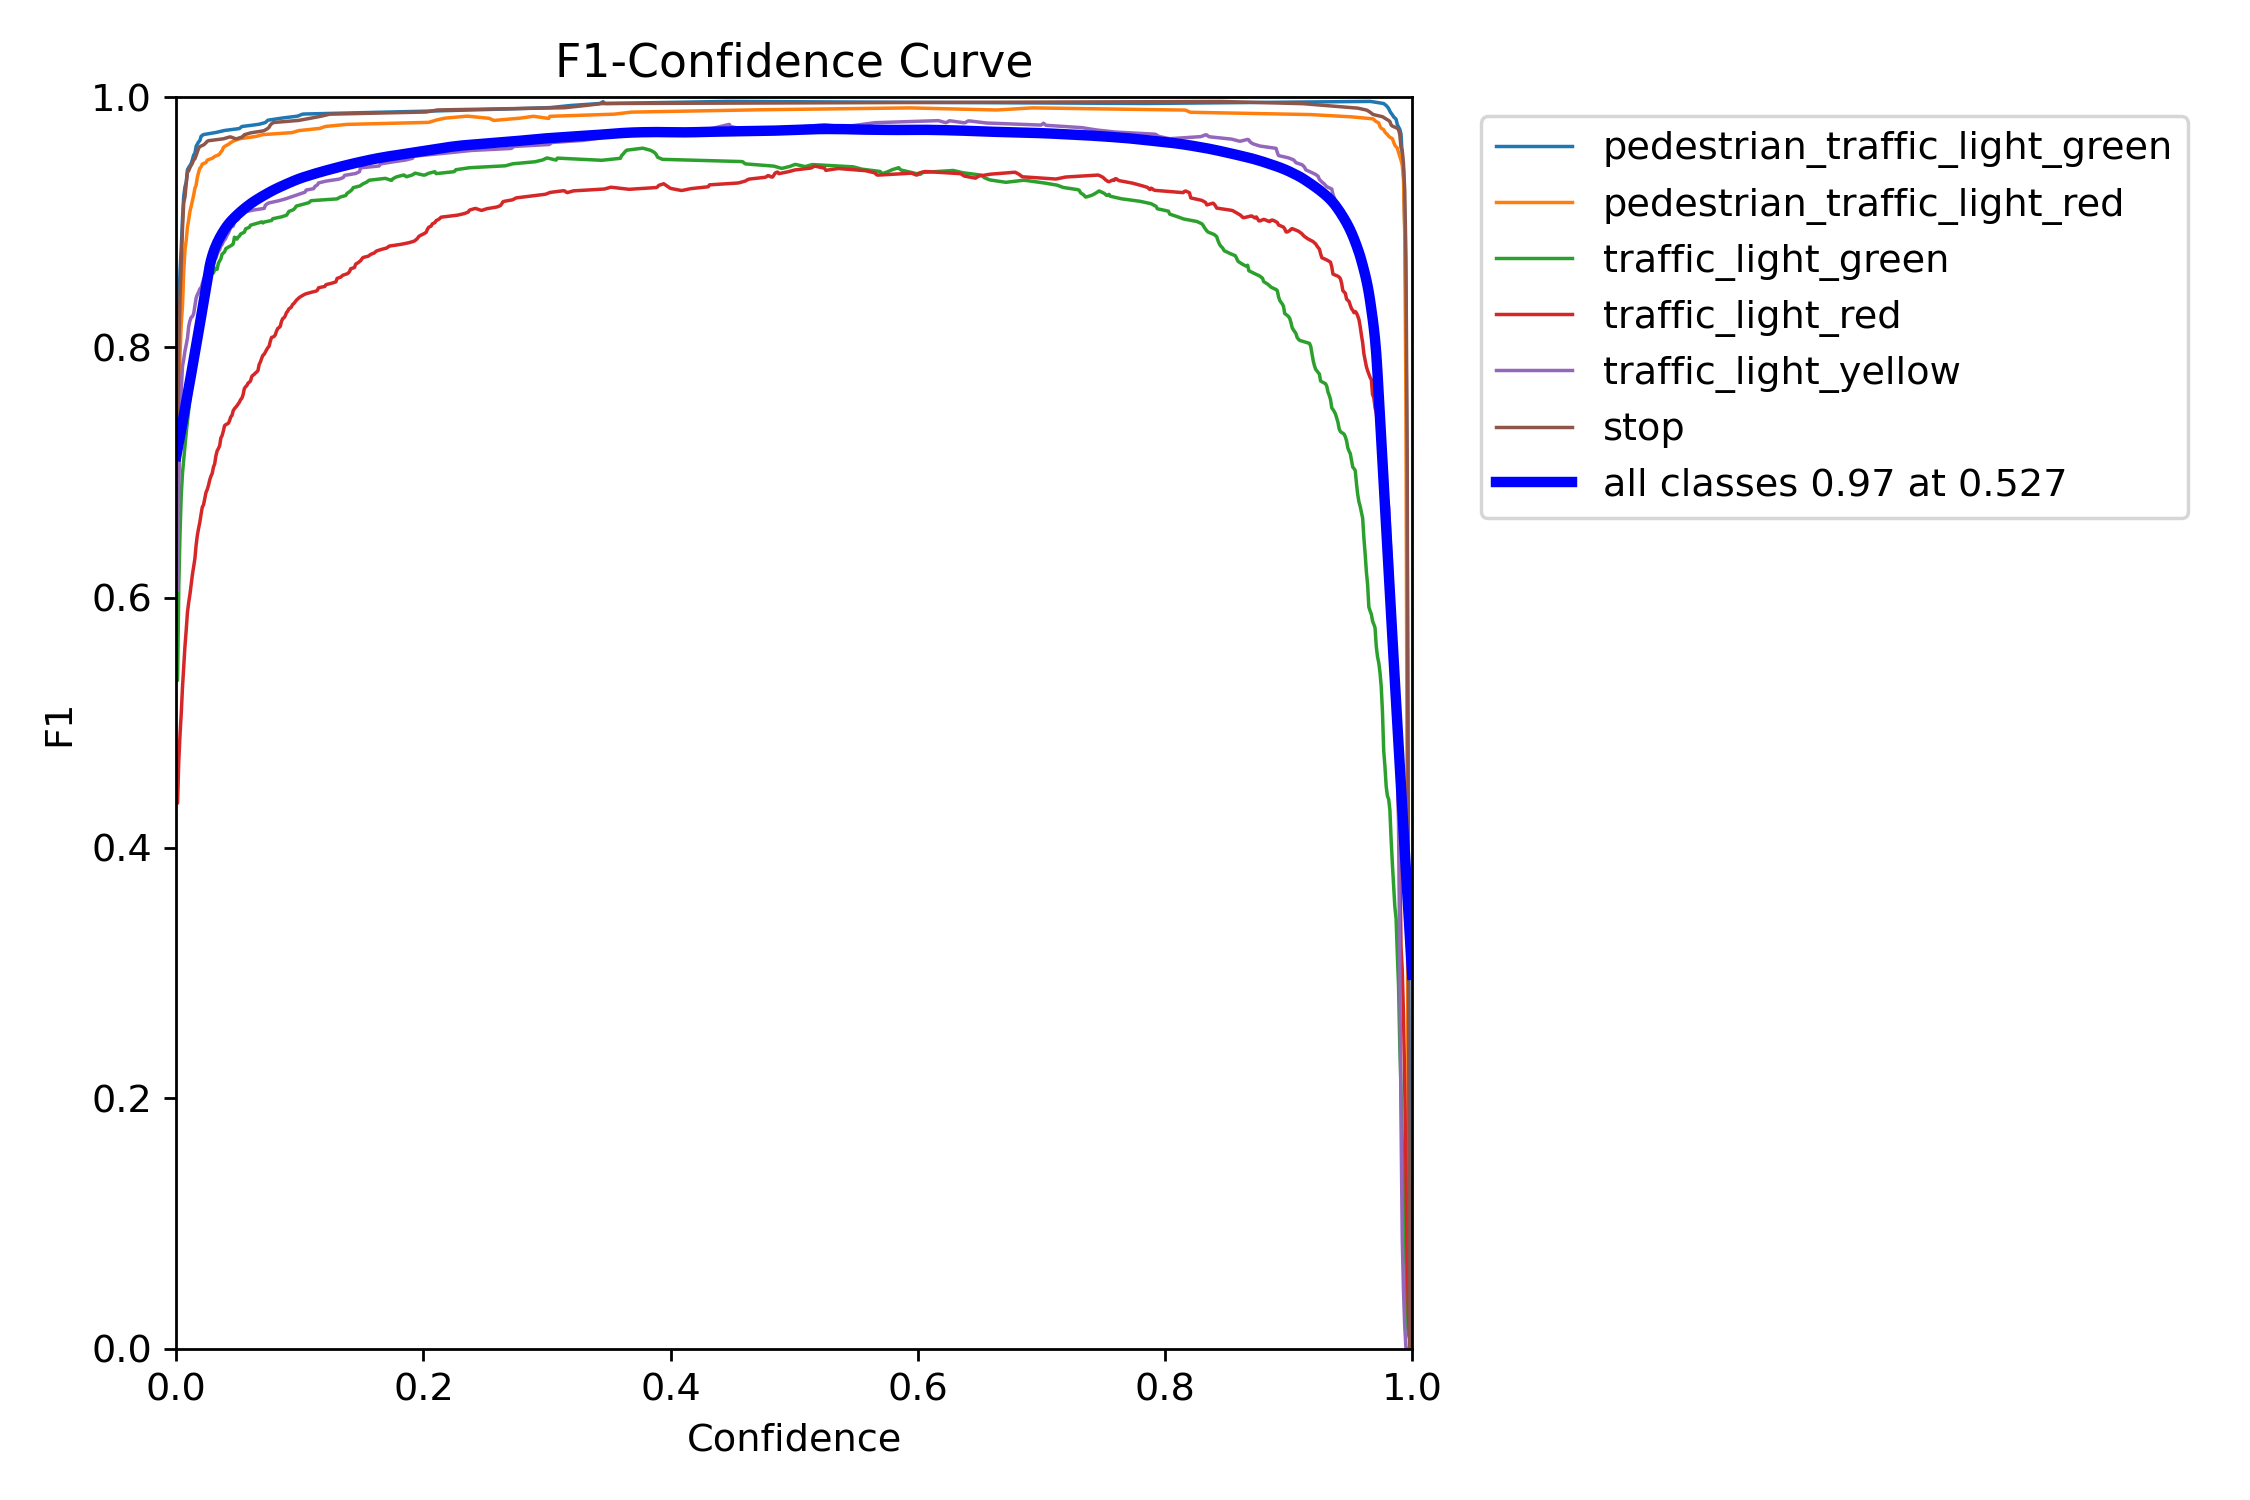 F1-Confidence Curve
1.0
0.8
0.6
0.4
0.2
0.0
F1
0.0 0.2 0.4 0.6 0.8 1.0
Confidence
pedestrian_traffic_light_green
pedestrian_traffic_light_red
traffic_light_green
traffic_light_red
traffic_light_yellow
stop
all classes 0.97 at 0.527